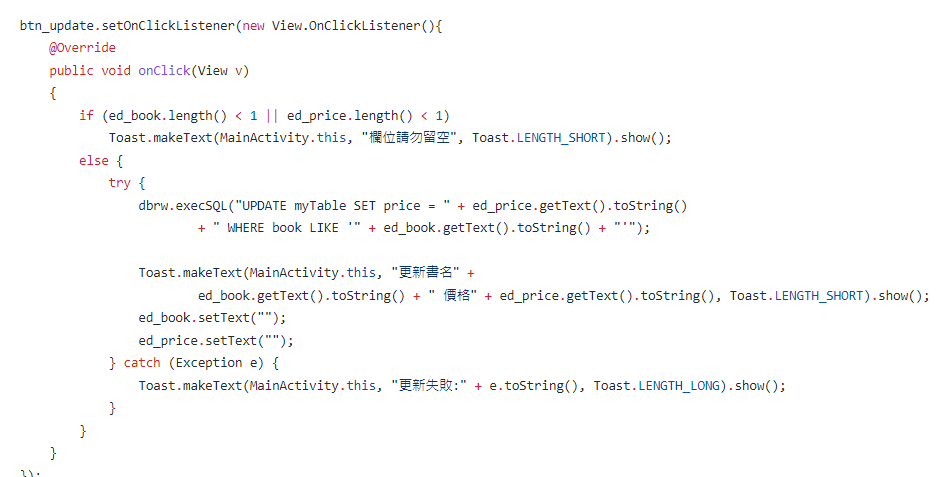 btn_update.setOnClickListener(new View.OnClickListener(){
@Override
public void onClick(View v)
{
if (ed_book.length() < 1 || ed_price.length() < 1)
Toast.makeText(MainActivity.this, "欄位請勿留空", Toast.LENGTH_SHORT).show();
else {
try {
dbrw.execSQL("UPDATE myTable SET price = " + ed_price.getText().toString()
+ " WHERE book LIKE '" + ed_book.getText().toString() + "'");
Toast.makeText(MainActivity.this, "更新書名" +
ed_book.getText().toString() + " 價格" + ed_price.getText().toString(), Toast.LENGTH_SHORT).show();
ed_book.setText("");
ed_price.setText("");
} catch (Exception e) {
Toast.makeText(MainActivity.this, "更新失敗:" + e.toString(), Toast.LENGTH_LONG).show();
}
}
}
});